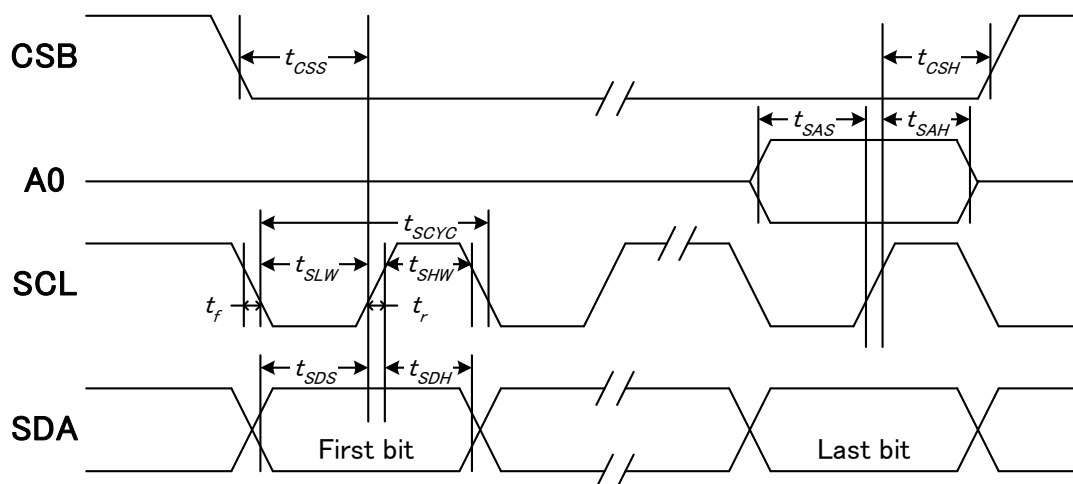 CSB
tCSS
tCSH
tSAS
tSAH
A0
tSCYC
SCL
tSLW
tSHW
tf
tr
tSDS
tSDH
SDA
First bit
Last bit